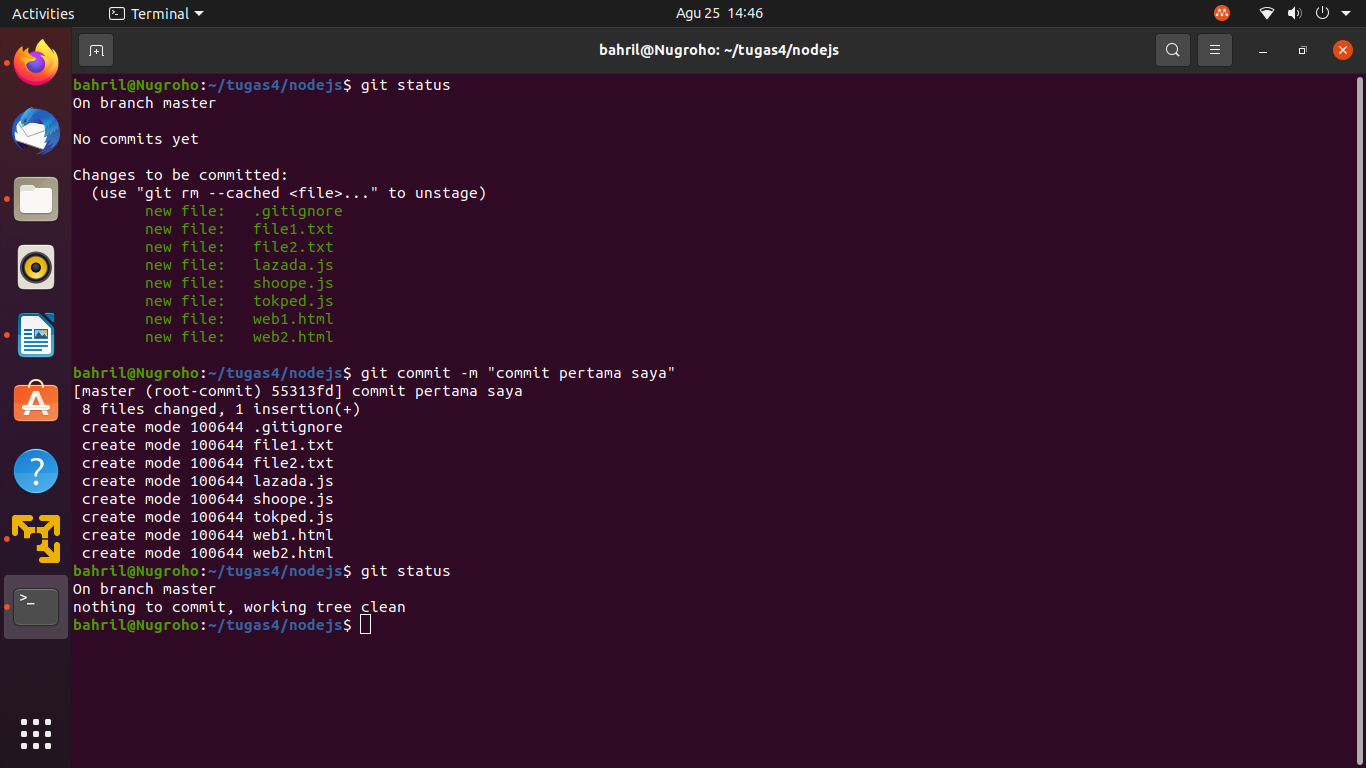 Activities
Terminal
Agu 25 14:46
bahril@Nugroho: ~/tugas4/nodejs
bahril@Nugroho:~/tugas4/nodejs$ git status
On branch master
No commits yet
Changes to be committed:
  (use "git rm --cached <file>..." to unstage)
        new file:   .gitignore
        new file:   file1.txt
        new file:   file2.txt
        new file:   lazada.js
        new file:   shoope.js
        new file:   tokped.js
        new file:   web1.html
        new file:   web2.html
bahril@Nugroho:~/tugas4/nodejs$ git commit -m "commit pertama saya"
[master (root-commit) 55313fd] commit pertama saya
 8 files changed, 1 insertion(+)
 create mode 100644 .gitignore
 create mode 100644 file1.txt
 create mode 100644 file2.txt
 create mode 100644 lazada.js
 create mode 100644 shoope.js
 create mode 100644 tokped.js
 create mode 100644 web1.html
 create mode 100644 web2.html
bahril@Nugroho:~/tugas4/nodejs$ git status
On branch master
nothing to commit, working tree clean
bahril@Nugroho:~/tugas4/nodejs$